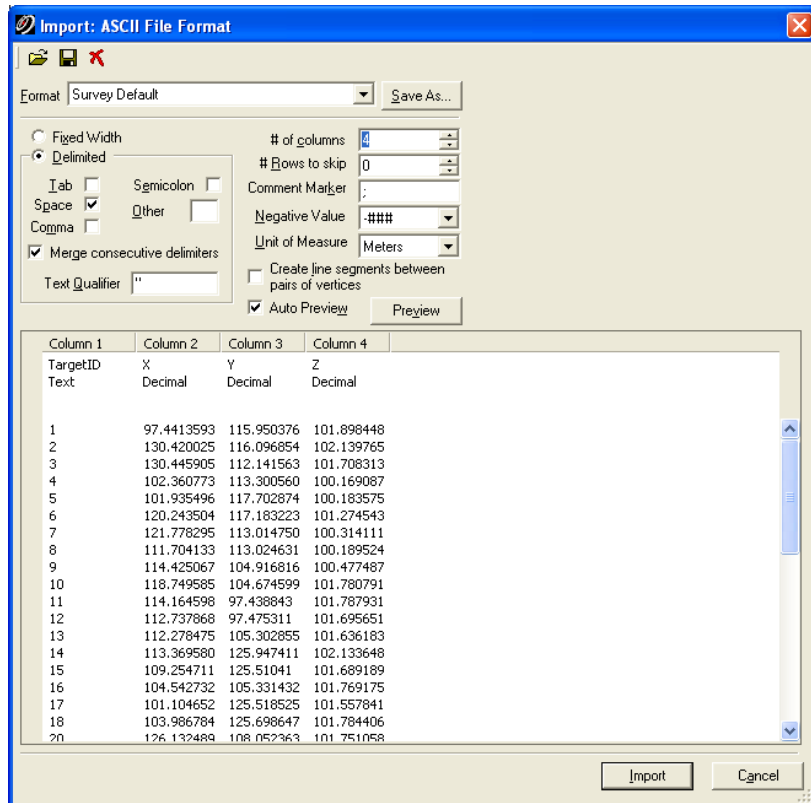 Import: ASCII File Format
Format Survey Default Save As...
Fixed Width
Delimited
Tab Semicolon
Space Other
Comma
Merge consecutive delimiters
Text Qualifier "
# of columns 4
# Rows to skip 0
Comment Marker ;
Negative Value -###
Unit of Measure Meters
Create line segments between
pairs of vertices
Auto Preview Preview
Column 1 Column 2 Column 3 Column 4
TargetID X Y Z
Text Decimal Decimal Decimal
1 97.4413593 115.950376 101.898448
2 130.420025 116.096854 102.139765
3 130.445905 112.141563 101.708313
4 102.360773 113.300560 100.169087
5 101.935496 117.702874 100.183575
6 120.243504 117.183223 101.274543
7 121.778295 113.014750 100.314111
8 111.704133 113.024631 100.189524
9 114.425067 104.916816 100.477487
10 118.749585 104.674599 101.780791
11 114.164598 97.438843 101.787931
12 112.737868 97.475311 101.695651
13 112.278475 105.302855 101.636183
14 113.369580 125.947411 102.133648
15 109.254711 125.51041 101.689189
16 104.542732 105.331432 101.769175
17 101.104652 125.518525 101.557841
18 103.986784 125.698647 101.784406
20 126.132489 108.052363 101.751058
Import Cancel